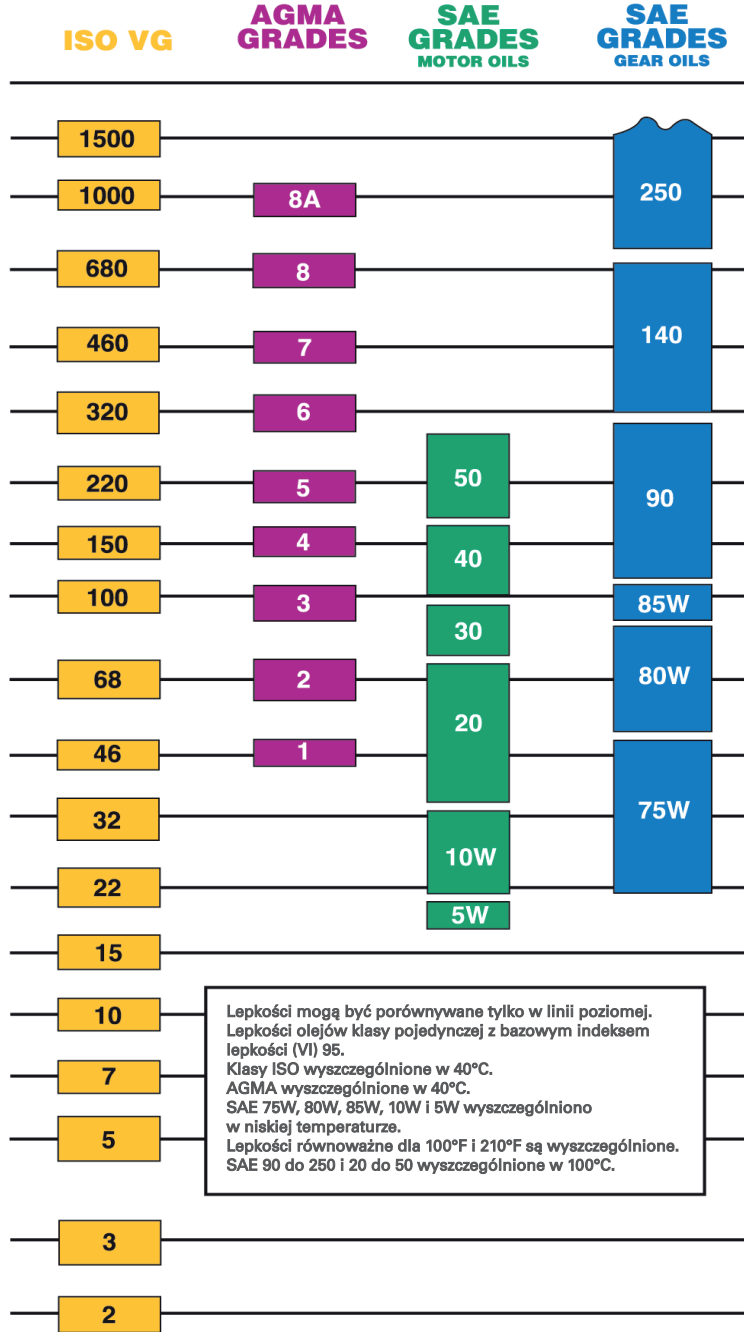 ISO VG
AGMA
GRADES
SAE
GRADES
MOTOR OILS
SAE
GRADES
GEAR OILS
1500
1000
8A
250
680
8
460
7
140
320
6
220
5
50
90
150
4
40
100
3
85W
30
68
2
80W
20
46
1
32
75W
10W
22
5W
15
10
7
5
Lepkości mogą być porównywane tylko w linii poziomej.
Lepkości olejów klasy pojedynczej z bazowym indeksem
lepkości (VI) 95.
Klasy ISO wyszczególnione w 40°C.
AGMA wyszczególnione w 40°C.
SAE 75W, 80W, 85W, 10W i 5W wyszczególniono
w niskiej temperaturze.
Lepkości równoważne dla 100°F i 210°F są wyszczególnione.
SAE 90 do 250 i 20 do 50 wyszczególnione w 100°C.
3
2